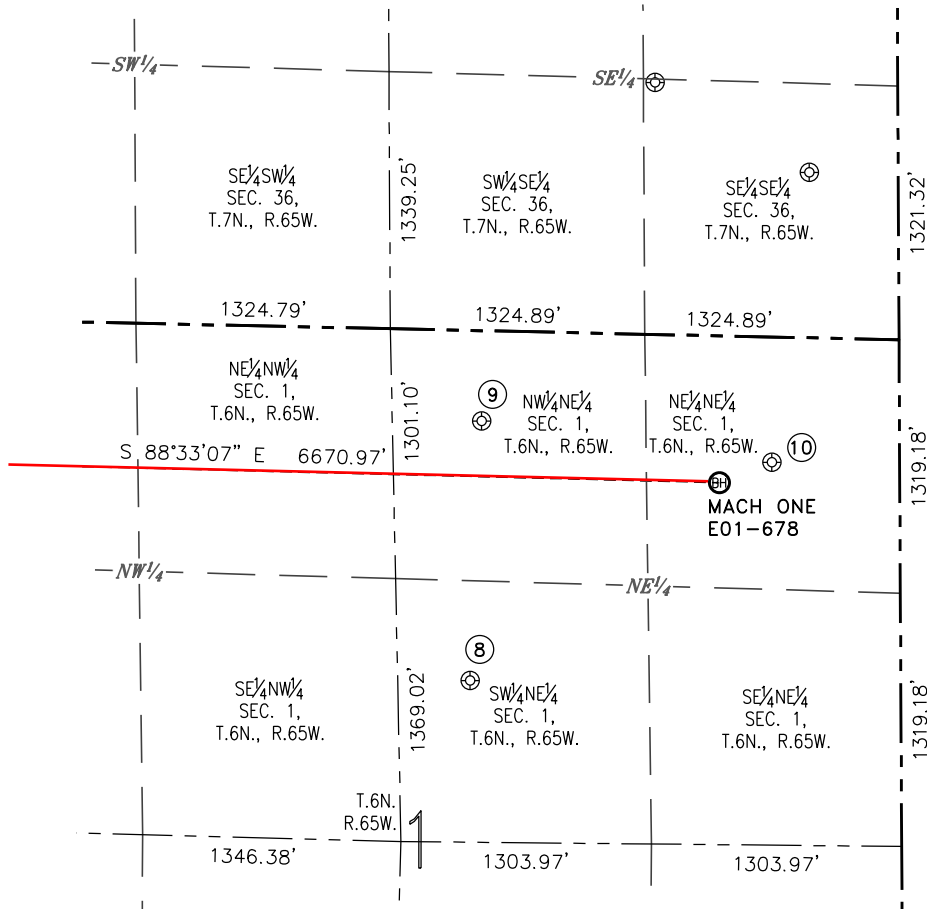 SW¼
SE¼
SE¼SW¼
SEC. 36,
T.7N., R.65W.
1339.25'
SW¼SE¼
SEC. 36,
T.7N., R.65W.
SE¼SE¼
SEC. 36,
T.7N., R.65W.
1321.32'
1324.79'
1324.89'
1324.89'
NE¼NW¼
SEC. 1,
T.6N., R.65W.
1301.10'
9
NW¼NE¼
SEC. 1,
T.6N., R.65W.
NE¼NE¼
SEC. 1,
T.6N., R.65W.
10
1319.18'
S 88°33'07" E 6670.97'
BH
MACH ONE
E01-678
NW¼
NE¼
8
SE¼NW¼
SEC. 1,
T.6N., R.65W.
1369.02'
SW¼NE¼
SEC. 1,
T.6N., R.65W.
SE¼NE¼
SEC. 1,
T.6N., R.65W.
1319.18'
T.6N.
R.65W.
1
1346.38'
1303.97'
1303.97'